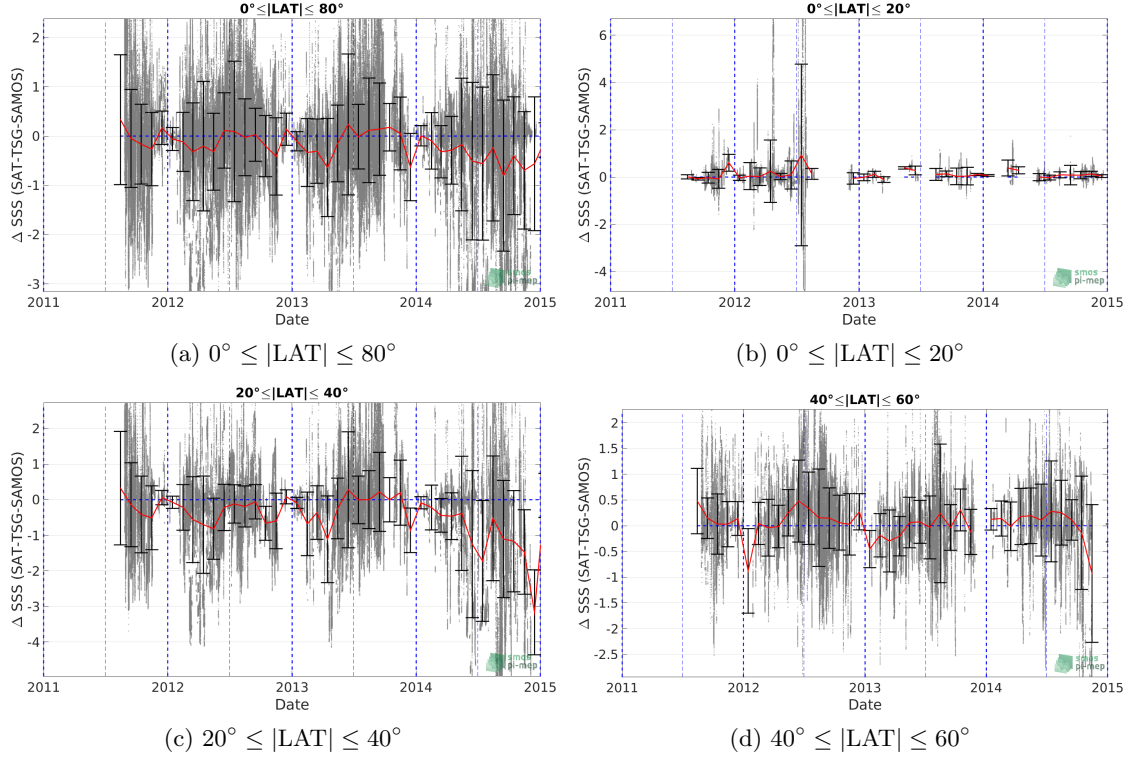 0°≤|LAT|≤ 80°
Δ SSS (SAT-TSG-SAMOS)
2
1
0
-1
-2
-3
2011
2012
2013
2014
2015
Date
smos
pi-mep
(a) 0° ≤ |LAT| ≤ 80°
0°≤|LAT|≤ 20°
Δ SSS (SAT-TSG-SAMOS)
6
4
2
0
-2
-4
2011
2012
2013
2014
2015
Date
smos
pi-mep
(b) 0° ≤ |LAT| ≤ 20°
20°≤|LAT|≤ 40°
Δ SSS (SAT-TSG-SAMOS)
2
1
0
-1
-2
-3
-4
2011
2012
2013
2014
2015
Date
smos
pi-mep
(c) 20° ≤ |LAT| ≤ 40°
40°≤|LAT|≤ 60°
Δ SSS (SAT-TSG-SAMOS)
2
1.5
1
0.5
0
-0.5
-1
-1.5
-2
-2.5
2011
2012
2013
2014
2015
Date
smos
pi-mep
(d) 40° ≤ |LAT| ≤ 60°